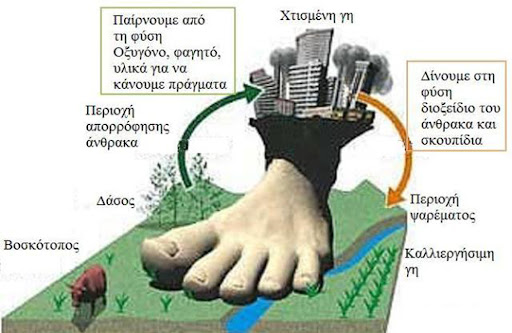 Παίρνουμε από
τη φύση
Οξυγόνο, φαγητό,
υλικά για να
κάνουμε πράγματα
Χτισμένη γη
Δίνουμε στη
φύση
διοξείδιο του
άνθρακα και
σκουπίδια
Περιοχή
απορρόφησης
άνθρακα
Δάσος
Βοσκότοπος
Περιοχή
ψαρέματος
Καλλιεργήσιμη
γη